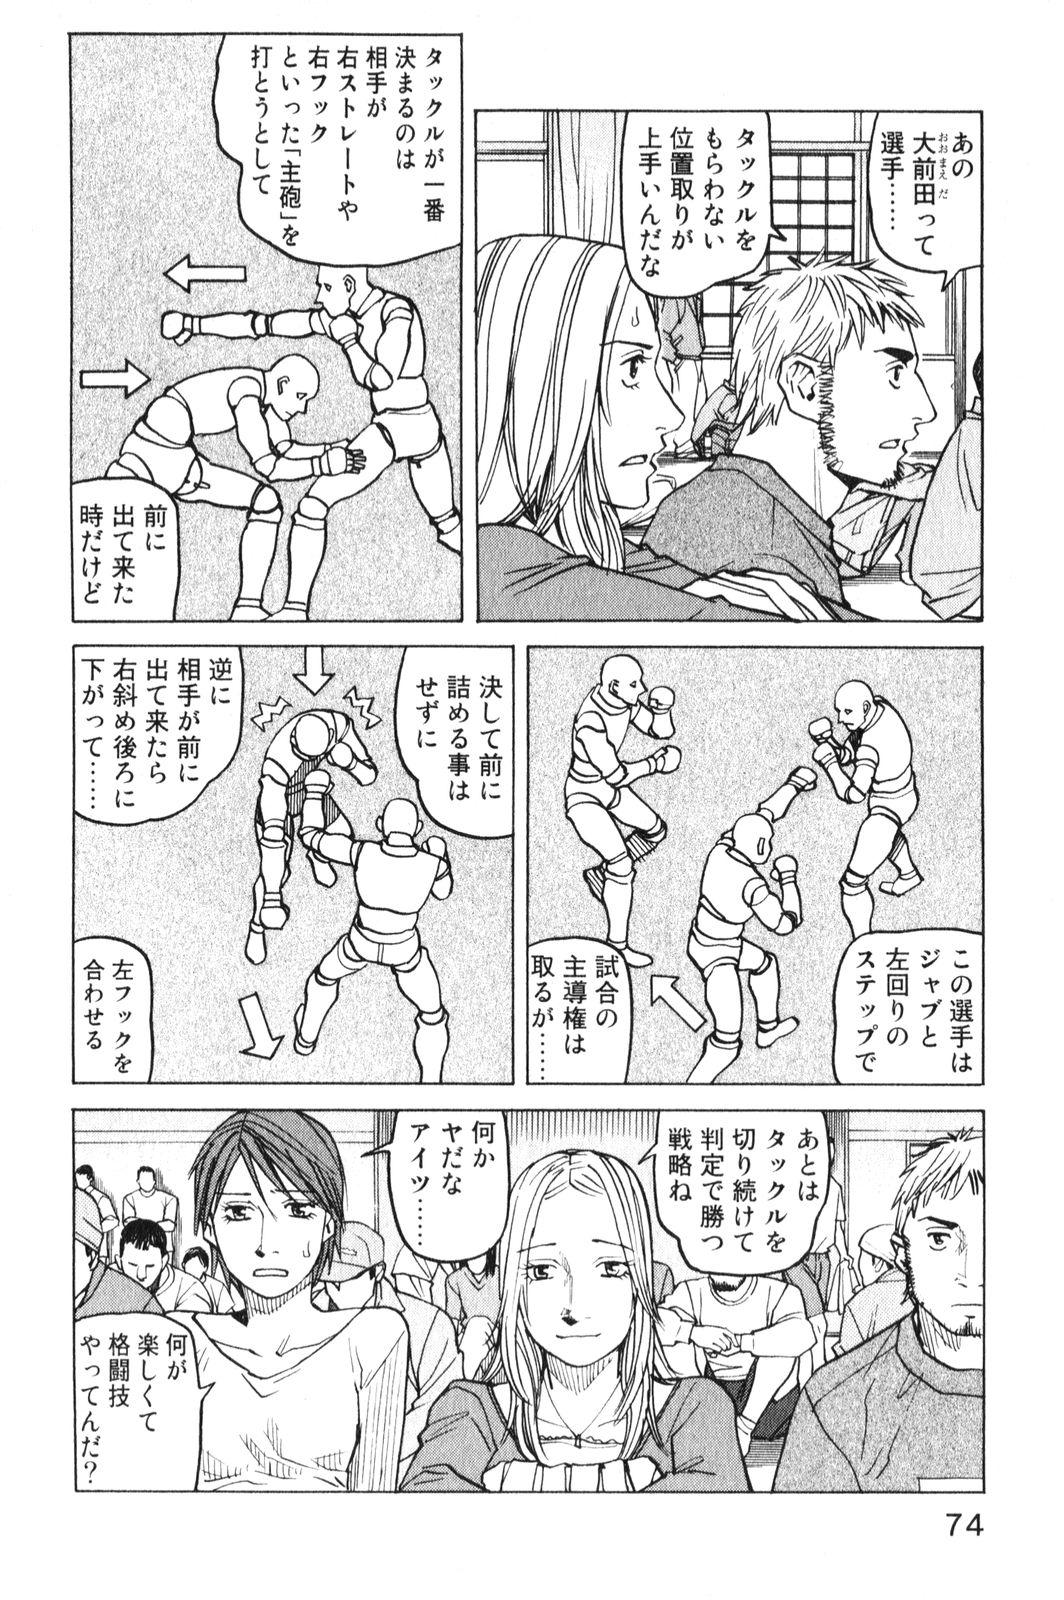 あの
大前田って
おおまえだ
選手……
タックルを
もらわない
位置取りが
上手いんだな
タックルが一番
決まるのは
相手が
右ストレートや
右フック
といった「主砲」を
打とうとして
前に
出て来た
時だけど
この選手は
ジャブと
左回りの
ステップで
試合の
主導権は
取るが……
決して前に
詰める事は
せずに
逆に
相手が前に
出て来たら
右斜め後ろに
下がって……
左フックを
合わせる
あとは
タックルを
切り続けて
判定で勝つ
戦略ね
何か
ヤだな
アイツ……
何が
楽しくて
格闘技
やってんだ?
74